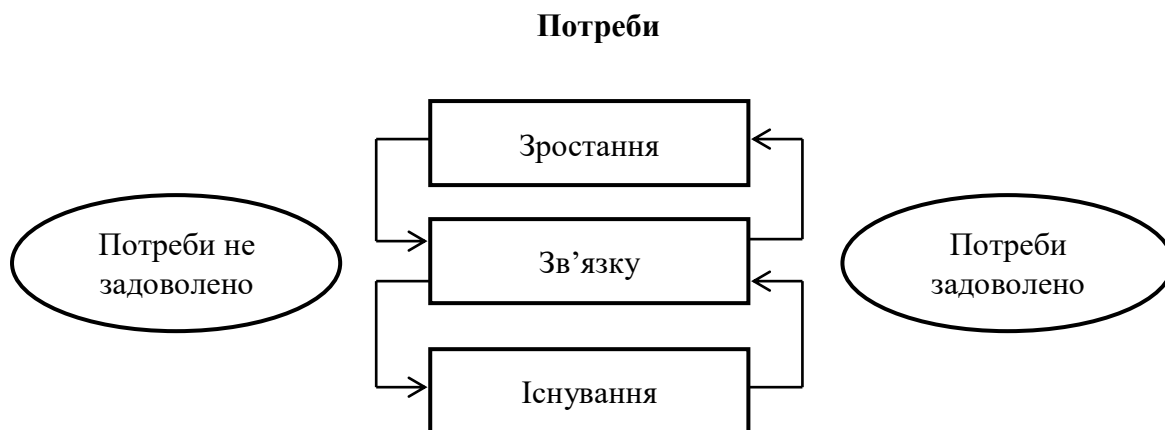 Потреби
Зростання
Потреби не
задоволено
Зв’язку
Потреби
задоволено
Існування